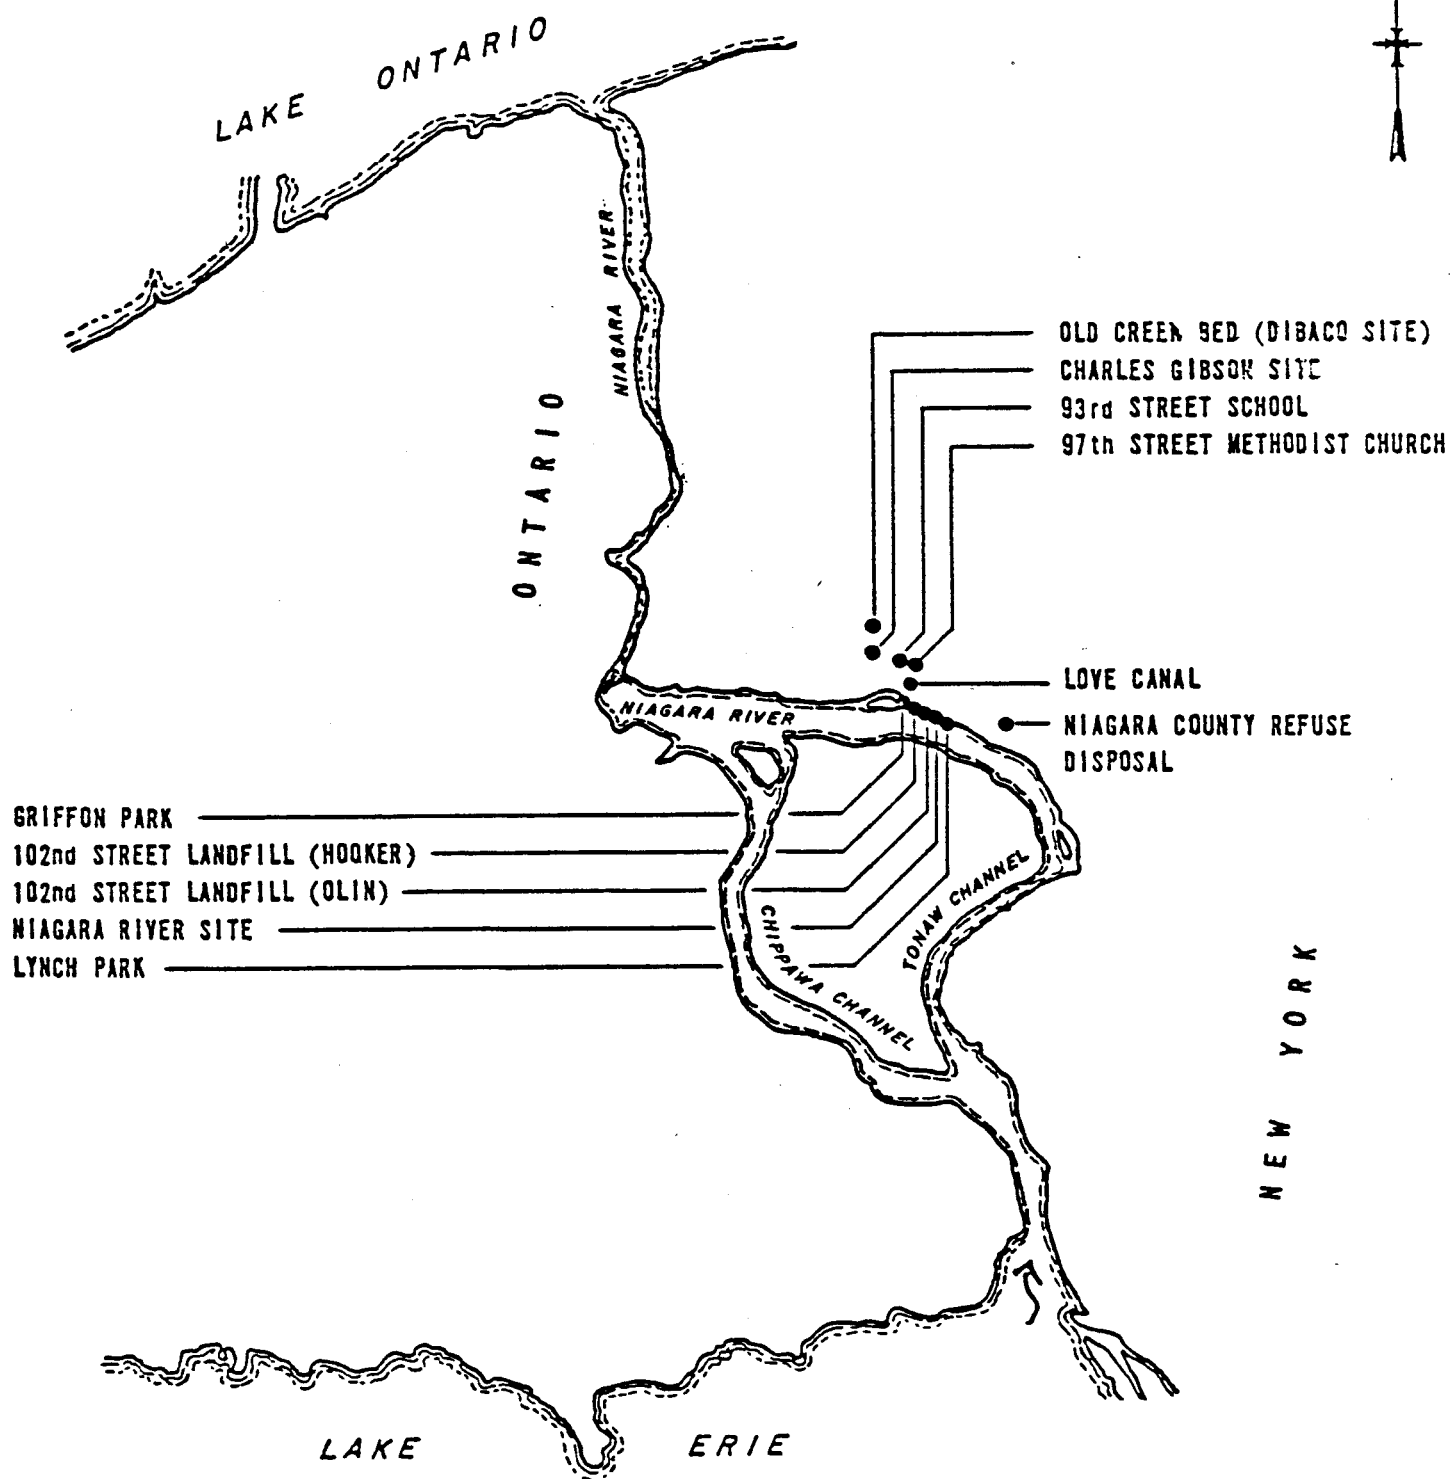 LAKE ONTARIO
NIAGARA RIVER
ONTARIO
OLD CREEK BED (DIBACO SITE)
CHARLES GIBSON SITE
93rd STREET SCHOOL
97th STREET METHODIST CHURCH
LOVE CANAL
NIAGARA RIVER
NIAGARA COUNTY REFUSE
DISPOSAL
GRIFFON PARK
102nd STREET LANDFILL (HOOKER)
102nd STREET LANDFILL (OLIN)
NIAGARA RIVER SITE
LYNCH PARK
CHIPPAWA CHANNEL
TONAW CHANNEL
NEW YORK
LAKE ERIE